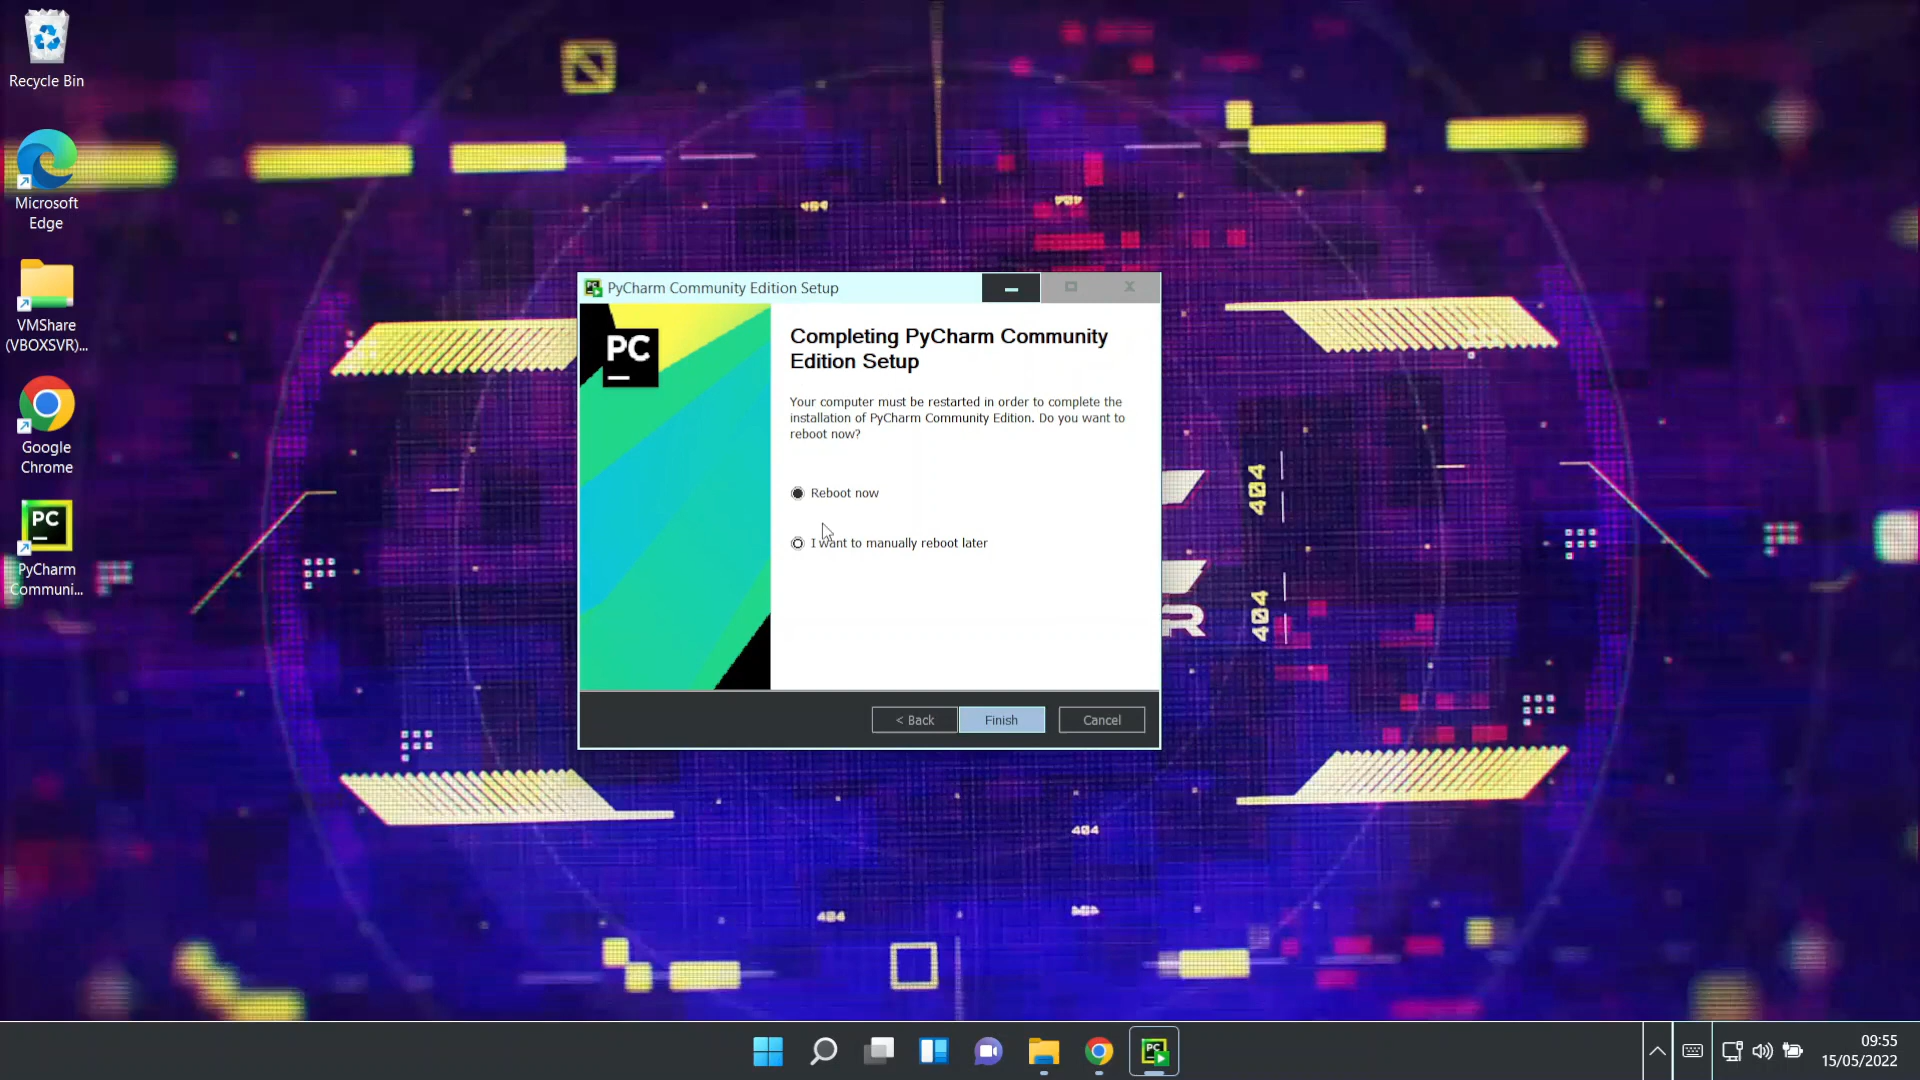 Recycle Bin
Microsoft
Edge
VMShare
(VBOXSVR)...
Google
Chrome
PC
PyCharm
Communi...
PyCharm Community Edition Setup
PC
Completing PyCharm Community
Edition Setup
Your computer must be restarted in order to complete the
installation of PyCharm Community Edition. Do you want to
reboot now?
Reboot now
I want to manually reboot later
< Back
Finish
Cancel
404
404
R
404
404
PC
09:55
15/05/2022